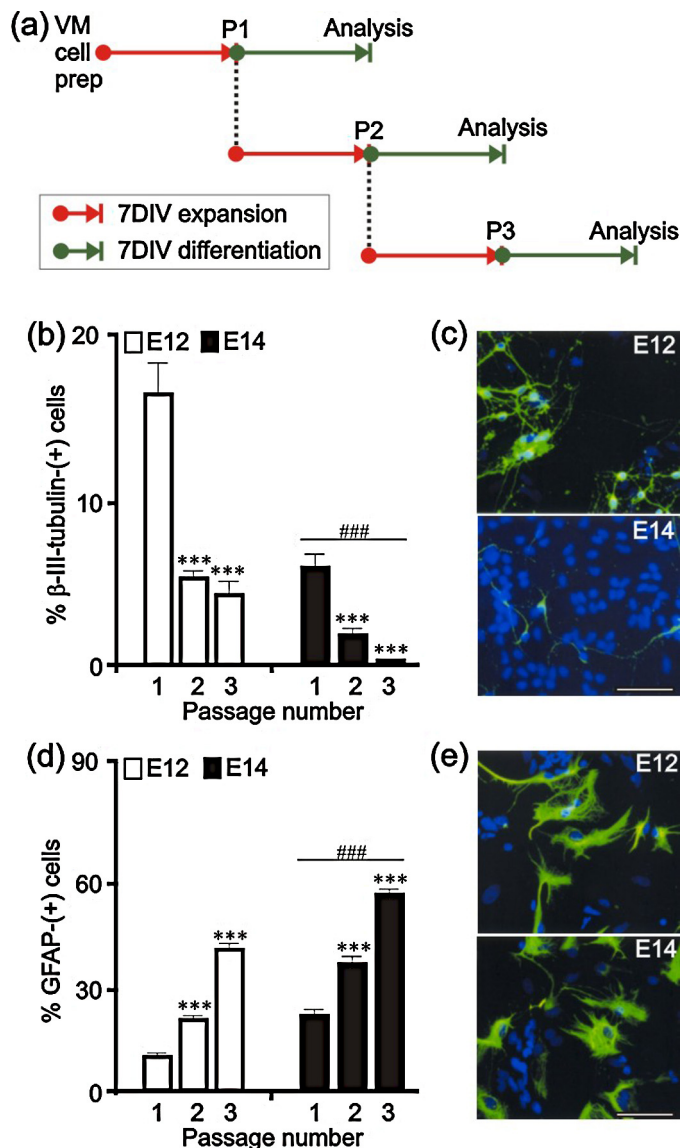 (a)
VM
cell
prep
P1
Analysis
P2
Analysis
P3
Analysis
7DIV expansion
7DIV differentiation
(b)
E12
E14
% β-III-tubulin-(+) cells
20
10
0
***
***
###
***
***
1 2 3 1 2 3
Passage number
(c)
E12
E14
(d)
E12
E14
% GFAP-(+) cells
90
60
30
0
***
***
###
***
***
1 2 3 1 2 3
Passage number
(e)
E12
E14